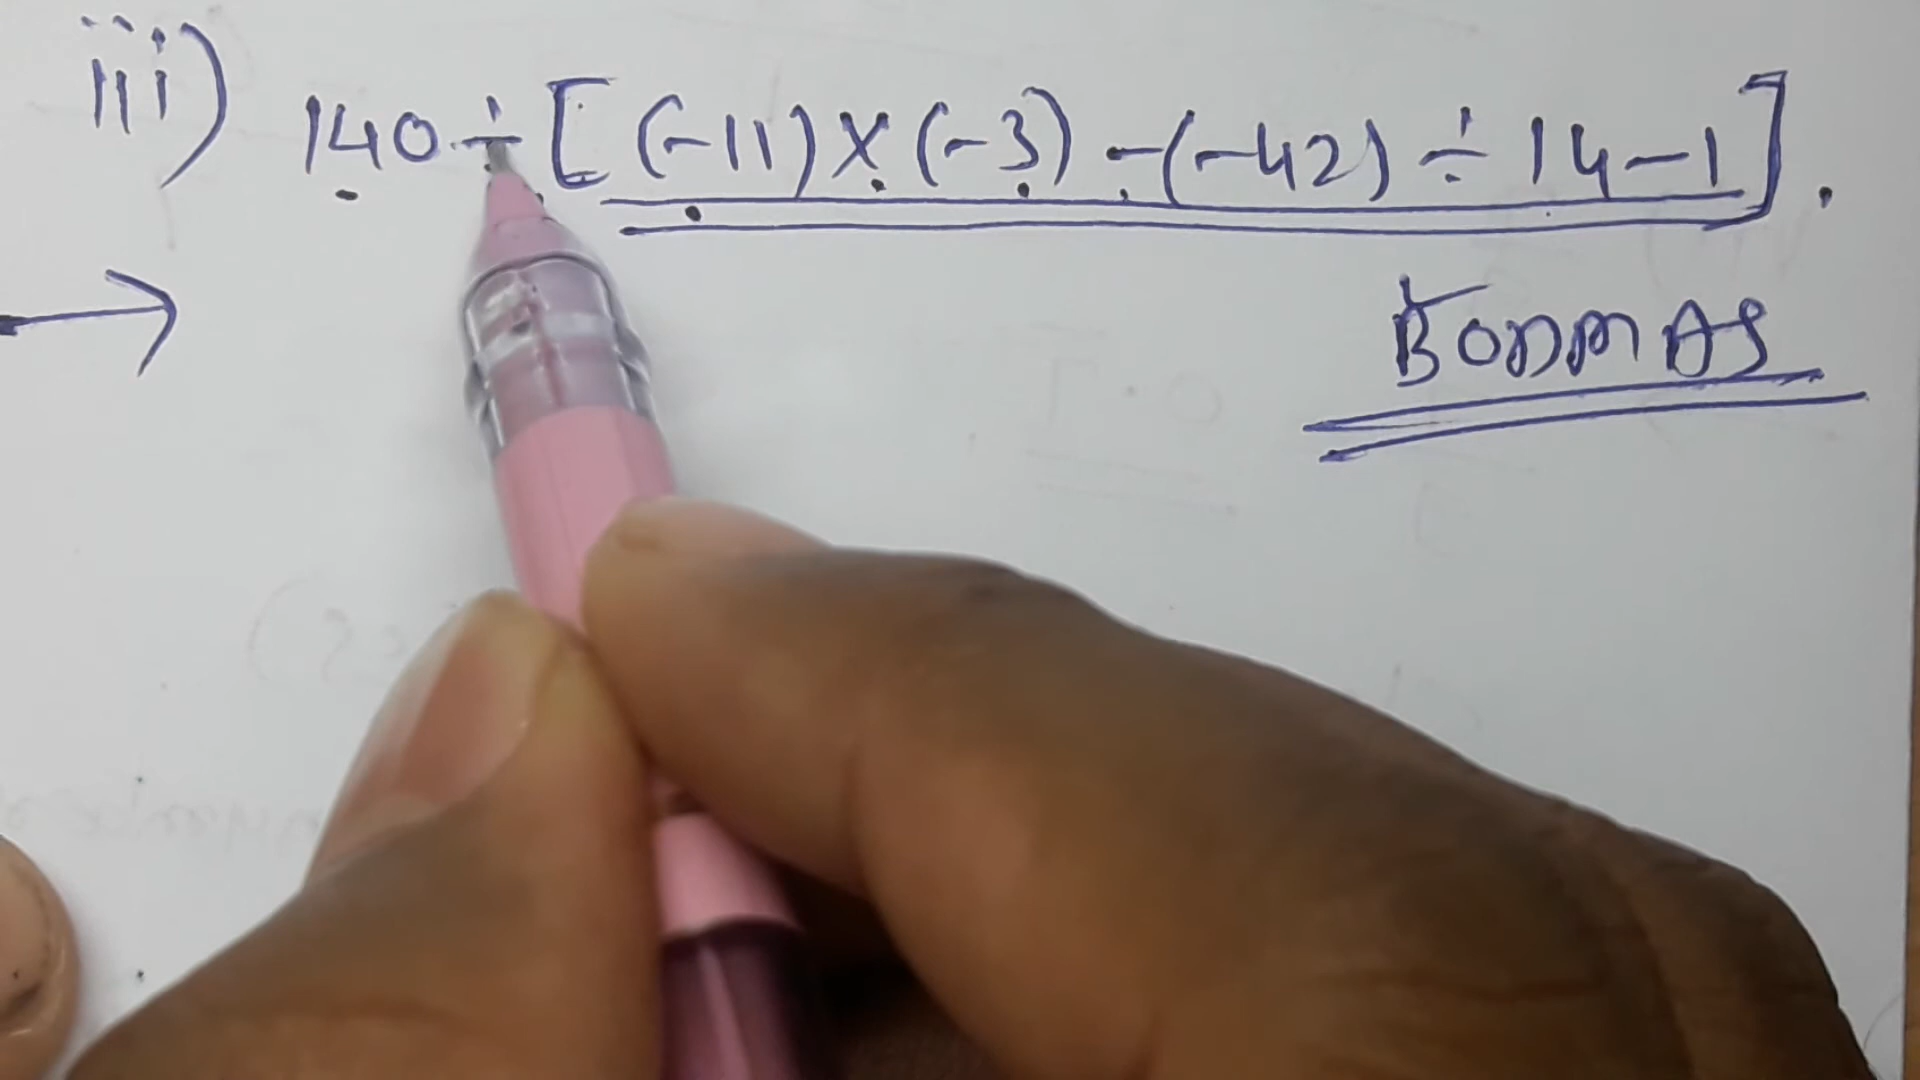 iii) 140 ÷ [(-11) × (-3) - (-42) ÷ 14 - 1].
BODMAS